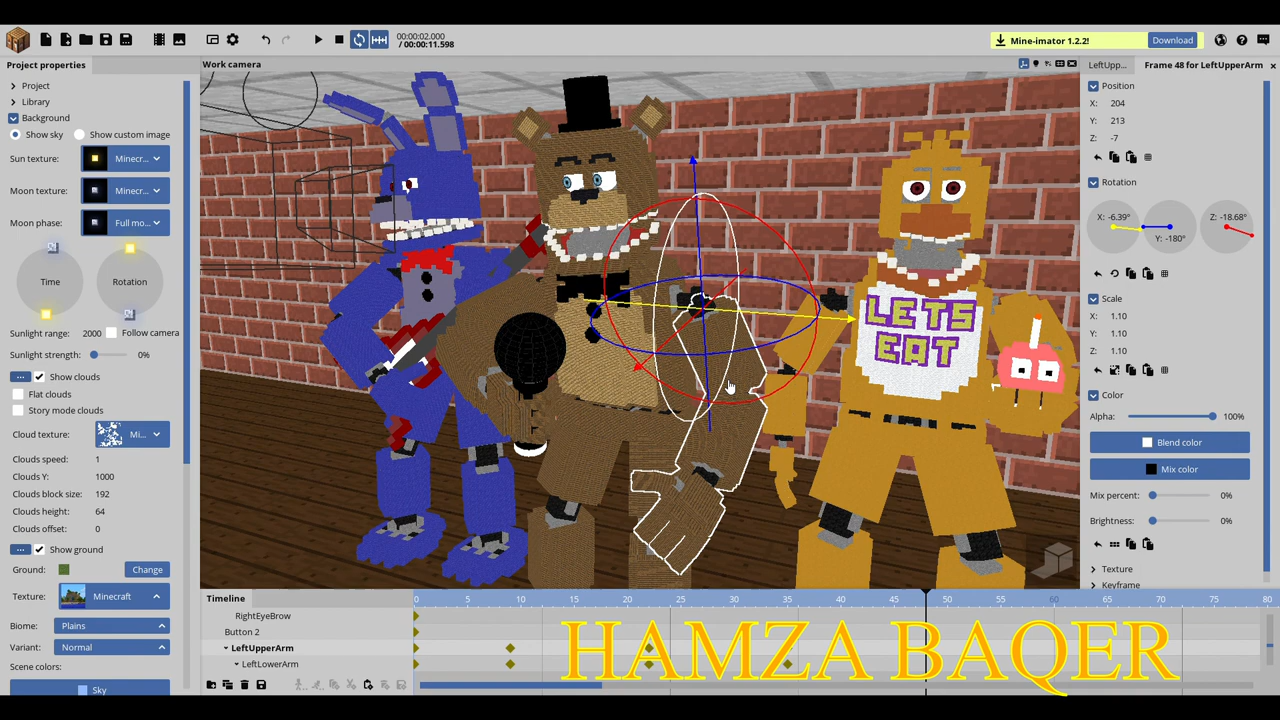 00:00:02.000
/ 00:00:11.598
Mine-imator 1.2.2!
Download
Project properties
Work camera
LeftUpp...
Frame 48 for LeftUpperArm
Project
Library
Background
Show sky
Show custom image
Sun texture:
Minecr...
Moon texture:
Minecr...
Moon phase:
Full mo...
Time
Rotation
Sunlight range:
2000
Follow camera
Sunlight strength:
0%
Show clouds
Flat clouds
Story mode clouds
Cloud texture:
Mi...
Clouds speed:
1
Clouds Y:
1000
Clouds block size:
192
Clouds height:
64
Clouds offset:
0
Show ground
Ground:
Change
Texture:
Minecraft
Biome:
Plains
Variant:
Normal
Scene colors:
Sky
LETS
EAT
Position
X:
204
Y:
213
Z:
-7
Rotation
X: -6.39°
Y: -180°
Z: -18.68°
Scale
X:
1.10
Y:
1.10
Z:
1.10
Color
Alpha:
100%
Blend color
Mix color
Mix percent:
0%
Brightness:
0%
Texture
Keyframe
Timeline
0 5 10 15 20 25 30 35 40 45 50 55 60 65 70 75 80
RightEyeBrow
Button 2
LeftUpperArm
LeftLowerArm
HAMZA BAQER